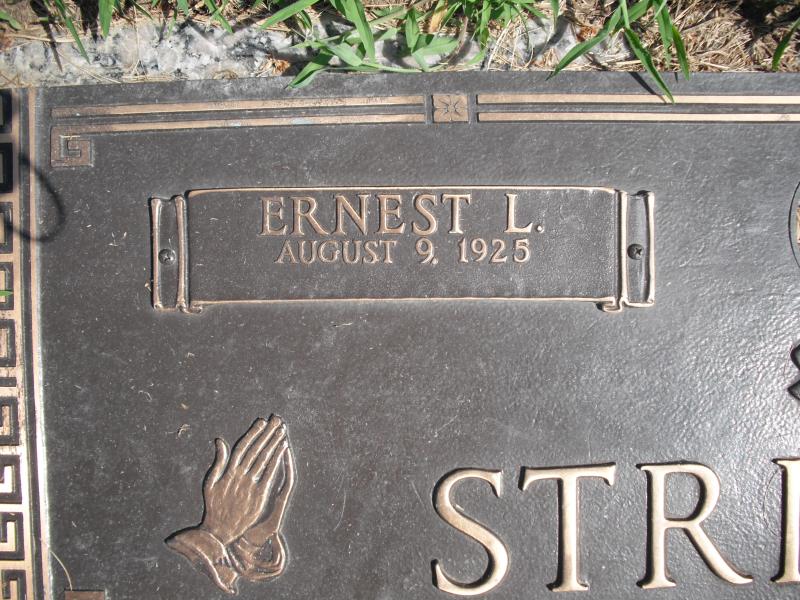 ERNEST L.
AUGUST 9, 1925
STR